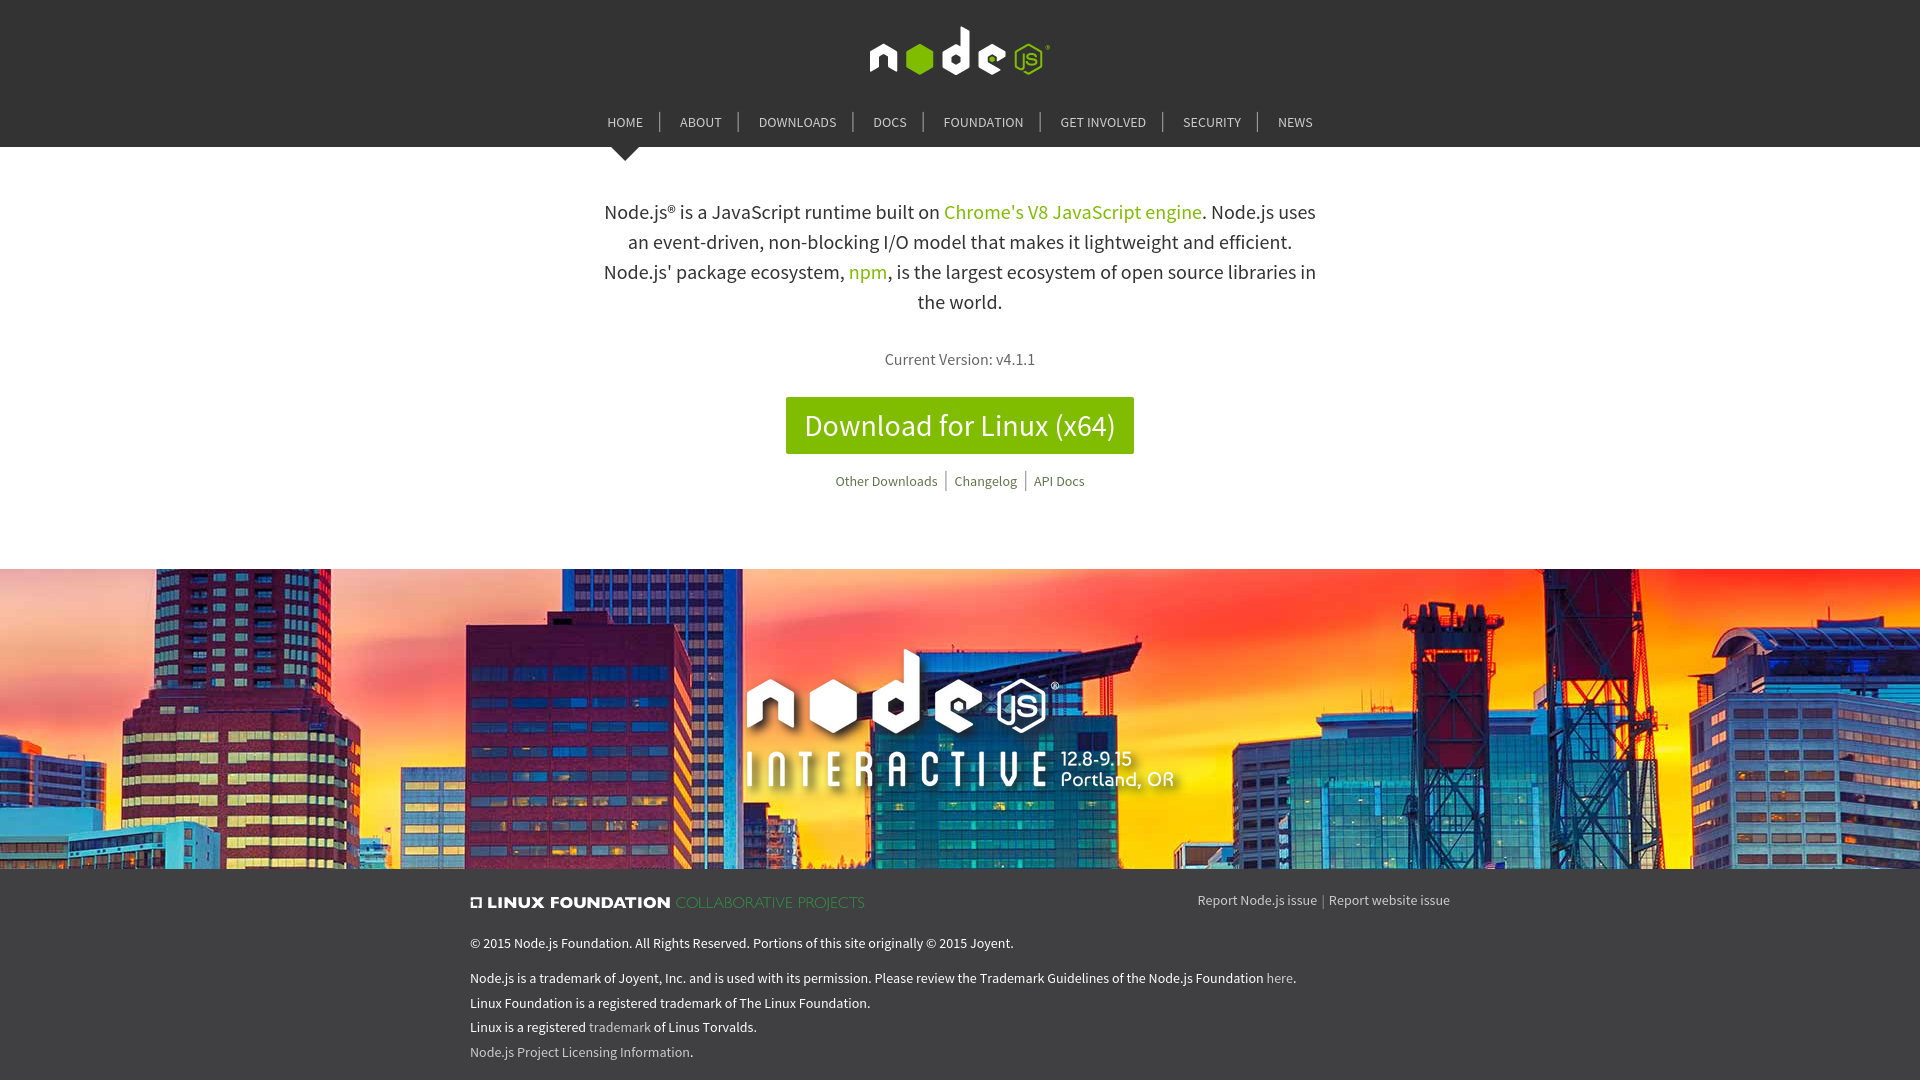 node JS ®
HOME
ABOUT
DOWNLOADS
DOCS
FOUNDATION
GET INVOLVED
SECURITY
NEWS
Node.js® is a JavaScript runtime built on Chrome's V8 JavaScript engine. Node.js uses
an event-driven, non-blocking I/O model that makes it lightweight and efficient.
Node.js' package ecosystem, npm, is the largest ecosystem of open source libraries in
the world.
Current Version: v4.1.1
Download for Linux (x64)
Other Downloads
Changelog
API Docs
node JS ®
INTERACTIVE
12.8-9.15
Portland, OR
LINUX FOUNDATION COLLABORATIVE PROJECTS
Report Node.js issue | Report website issue
© 2015 Node.js Foundation. All Rights Reserved. Portions of this site originally © 2015 Joyent.
Node.js is a trademark of Joyent, Inc. and is used with its permission. Please review the Trademark Guidelines of the Node.js Foundation here.
Linux Foundation is a registered trademark of The Linux Foundation.
Linux is a registered trademark of Linus Torvalds.
Node.js Project Licensing Information.